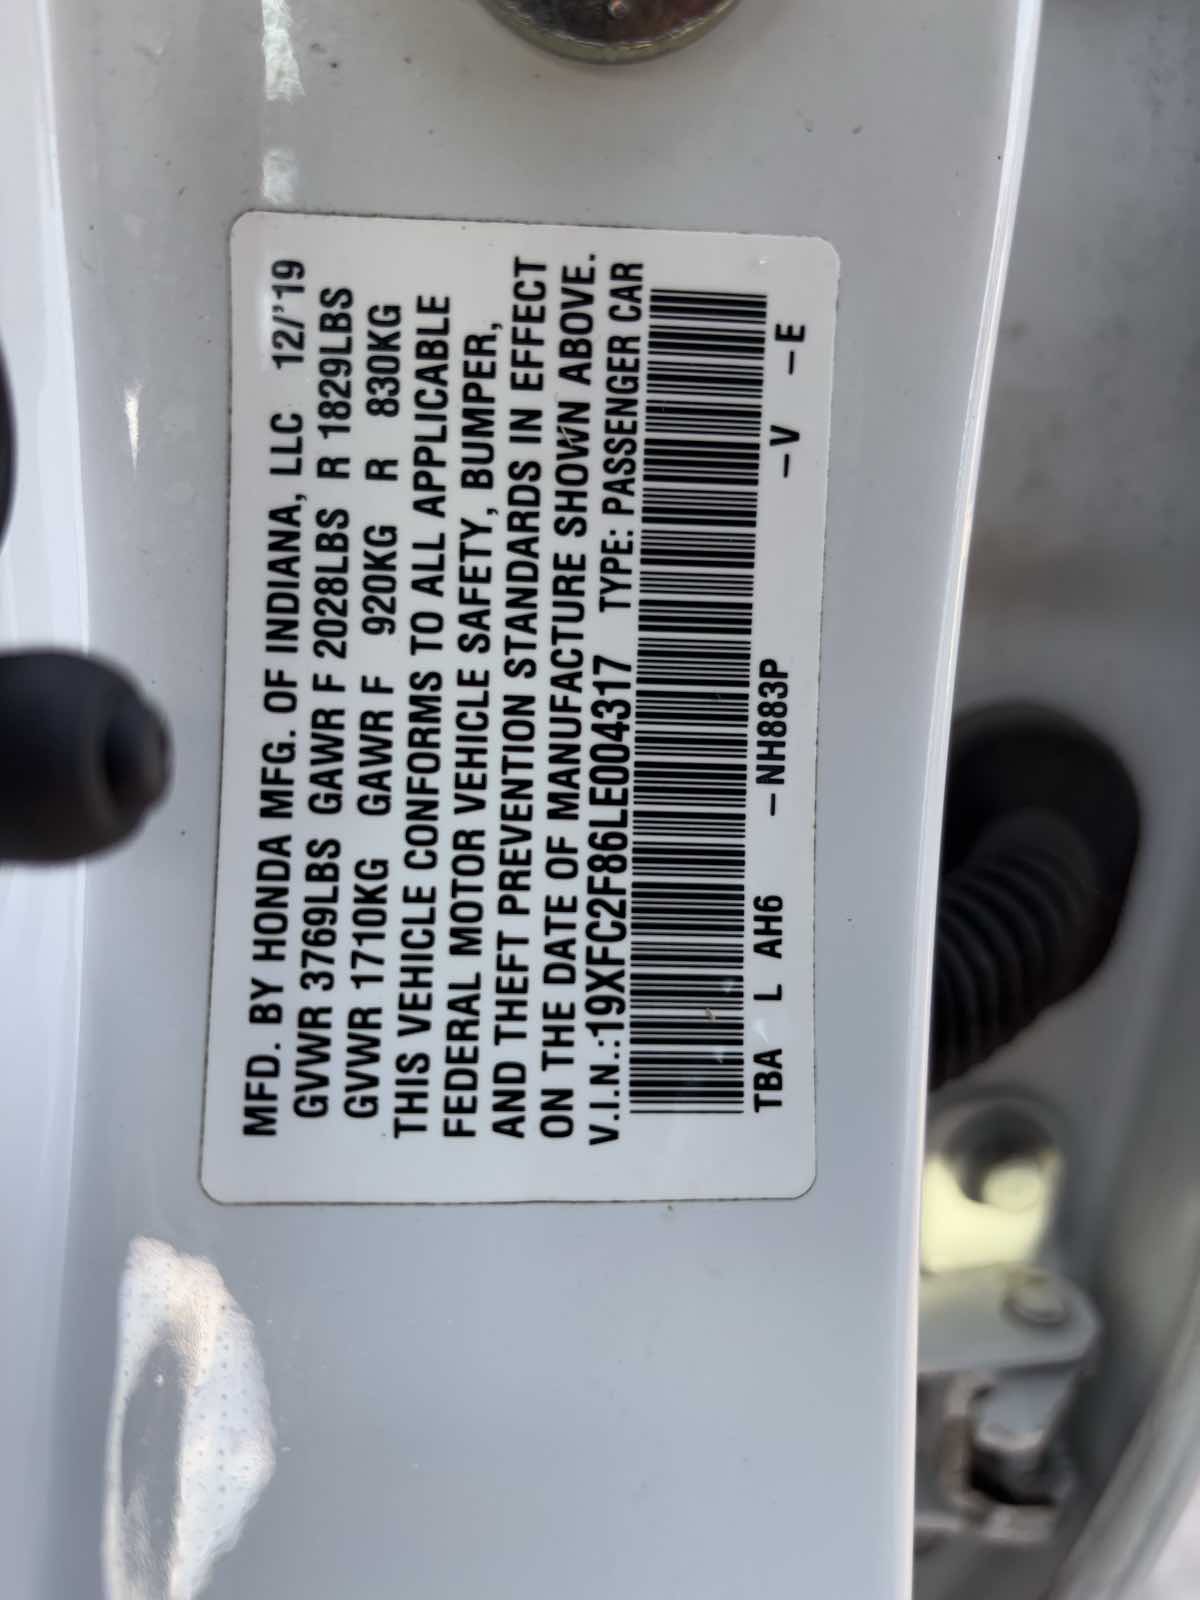 MFD. BY HONDA MFG. OF INDIANA, LLC 12/'19
GVWR 3769LBS GAWR F 2028LBS R 1829LBS
GVWR 1710KG GAWR F 920KG R 830KG
THIS VEHICLE CONFORMS TO ALL APPLICABLE
FEDERAL MOTOR VEHICLE SAFETY, BUMPER,
AND THEFT PREVENTION STANDARDS IN EFFECT
ON THE DATE OF MANUFACTURE SHOWN ABOVE.
V.I.N.:19XFC2F86LE004317 TYPE: PASSENGER CAR
TBA L AH6 -NH883P -V -E